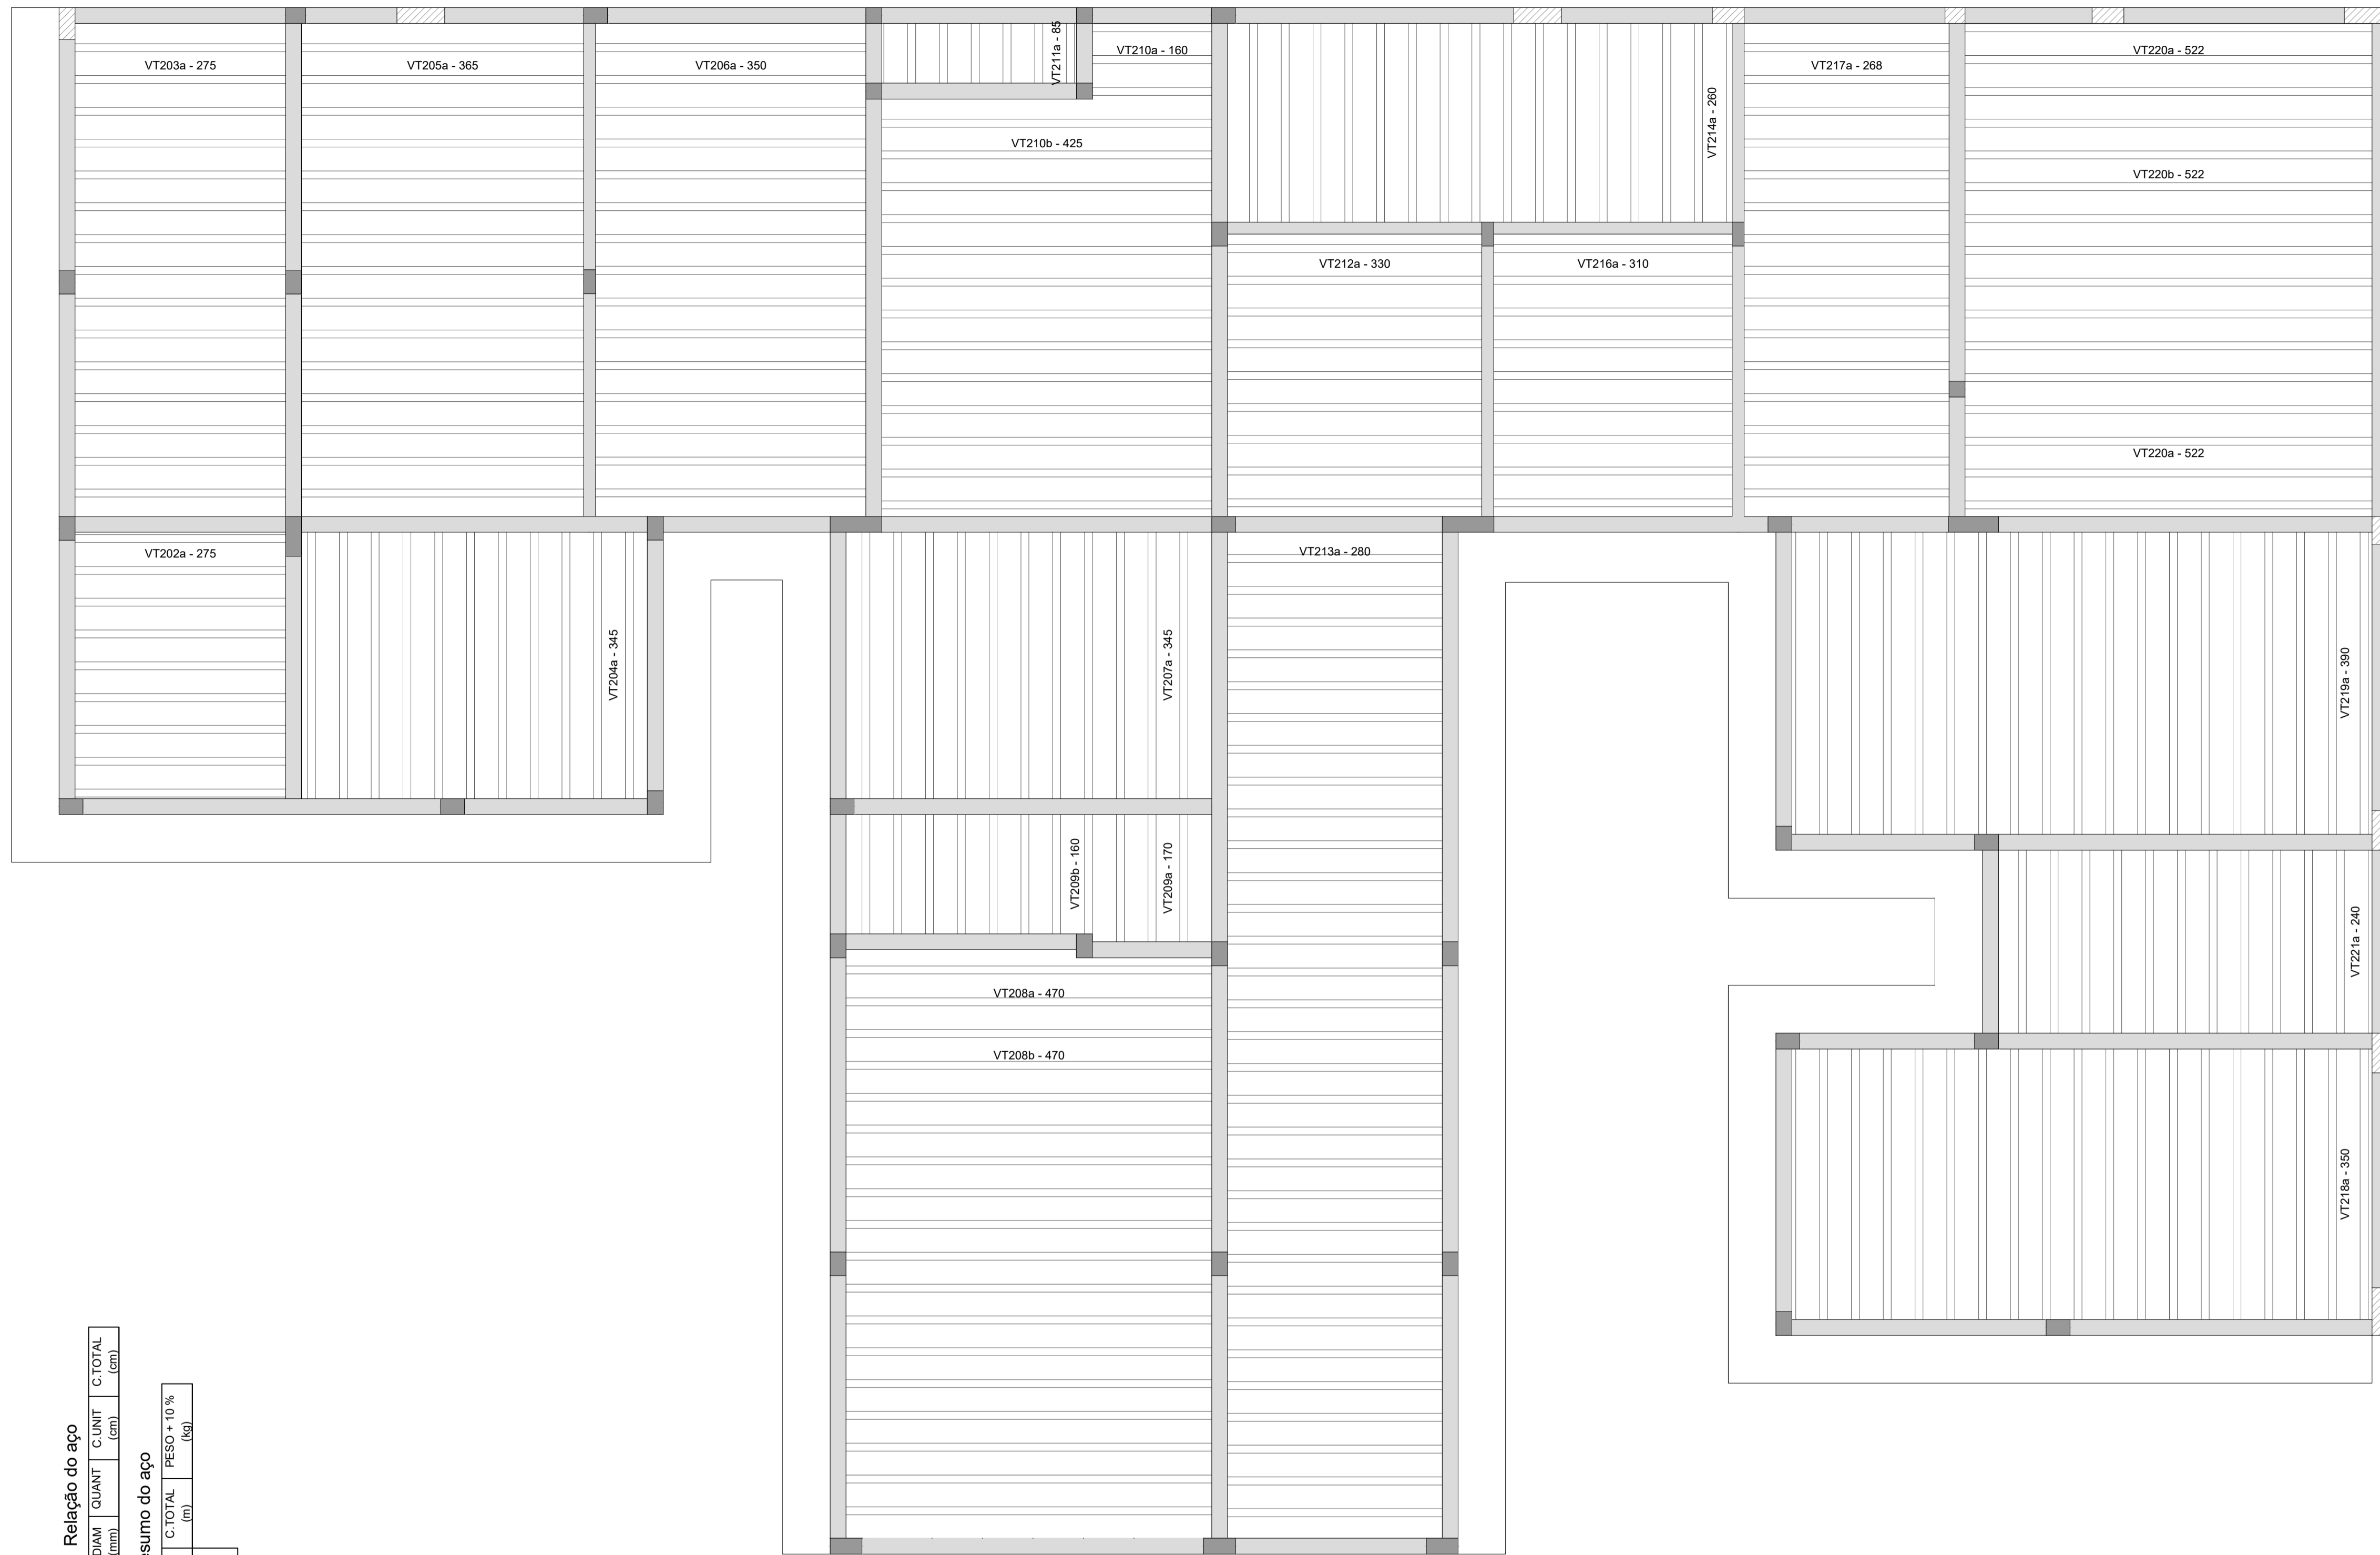 VT203a - 275
VT205a - 365
VT206a - 350
VT211a - 85
VT210a - 160
VT214a - 260
VT217a - 268
VT220a - 522
VT210b - 425
VT220b - 522
VT212a - 330
VT216a - 310
VT220a - 522
VT202a - 275
VT204a - 345
VT207a - 345
VT213a - 280
VT219a - 390
VT209b - 160
VT209a - 170
VT221a - 240
VT208a - 470
VT208b - 470
VT218a - 350
Relação do aço
DIAM QUANT C.UNIT C.TOTAL
(mm) (cm) (cm)
sumo do aço
C.TOTAL PESO + 10 %
(m) (kg)